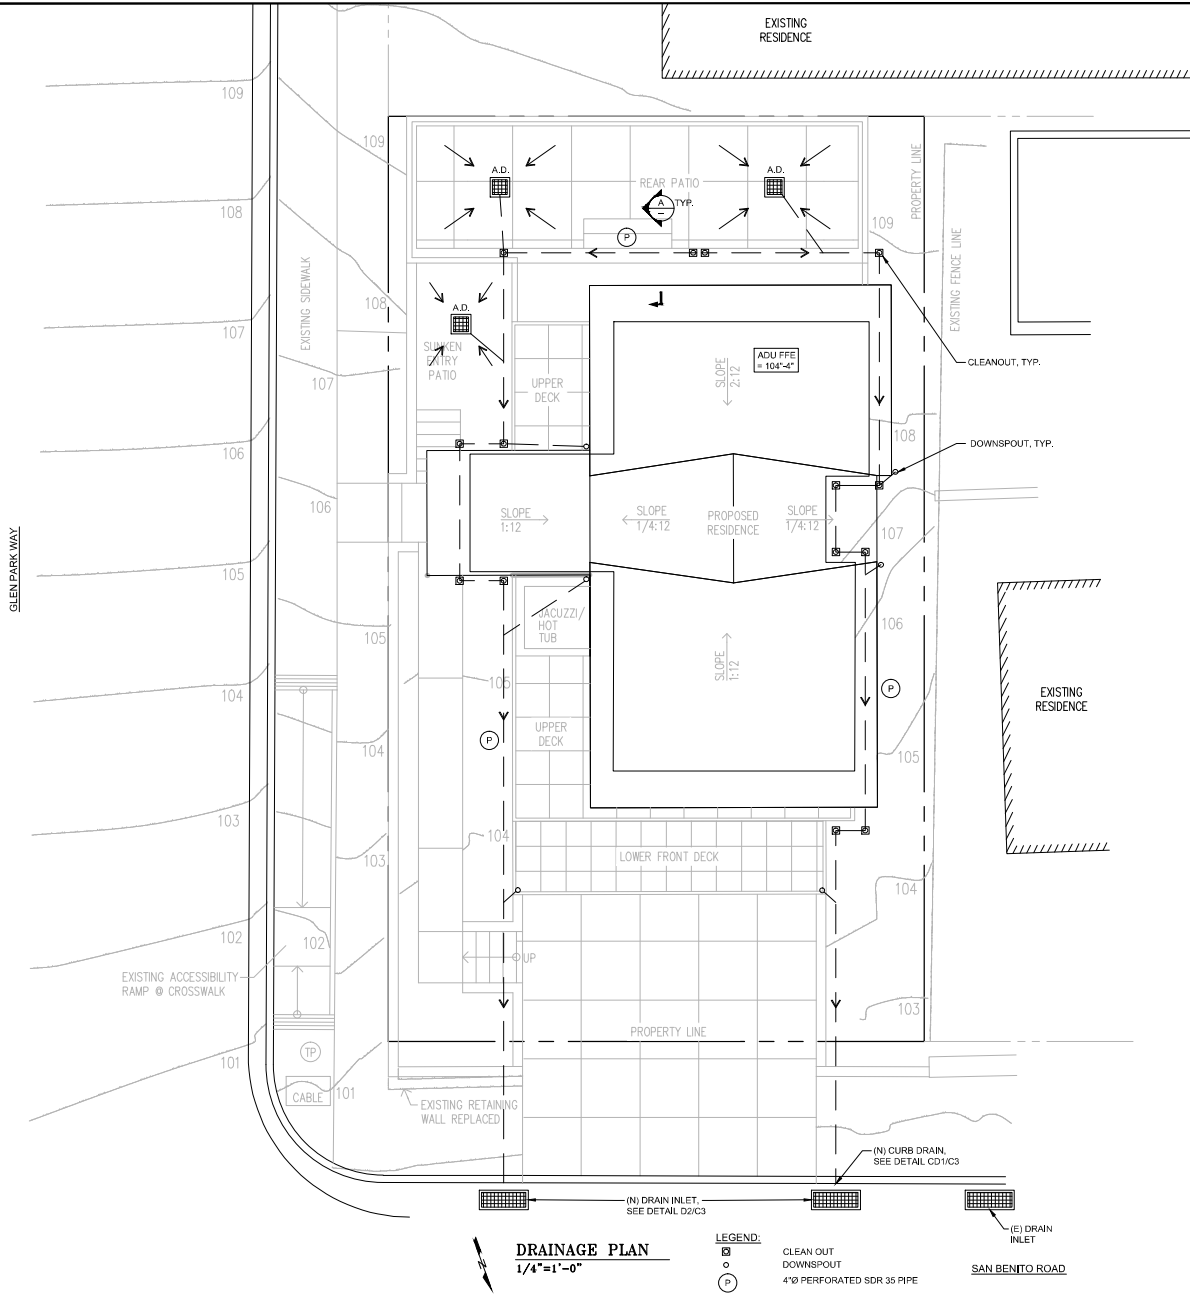 EXISTING
RESIDENCE
109
109
A.D.
A.D.
REAR PATIO
A
–
TYP.
P
PROPERTY LINE
108
109
EXISTING SIDEWALK
EXISTING FENCE LINE
108
A.D.
107
SUNKEN
ENTRY
PATIO
107
UPPER
DECK
SLOPE
2:12
ADU FFE
= 104'-4"
CLEANOUT, TYP.
108
DOWNSPOUT, TYP.
106
106
SLOPE
1:12
SLOPE
1/4:12
PROPOSED
RESIDENCE
SLOPE
1/4:12
107
GLEN PARK WAY
105
105
JACUZZI/
HOT
TUB
106
SLOPE
1:12
105
104
P
EXISTING
RESIDENCE
P
UPPER
DECK
104
105
103
104
103
LOWER FRONT DECK
104
102
102
UP
EXISTING ACCESSIBILITY
RAMP @ CROSSWALK
103
PROPERTY LINE
101
TP
CABLE
101
EXISTING RETAINING
WALL REPLACED
(N) CURB DRAIN,
SEE DETAIL CD1/C3
(N) DRAIN INLET,
SEE DETAIL D2/C3
(E) DRAIN
INLET
N
DRAINAGE PLAN
1/4"=1'-0"
LEGEND:
CLEAN OUT
DOWNSPOUT
P
4"Ø PERFORATED SDR 35 PIPE
SAN BENITO ROAD